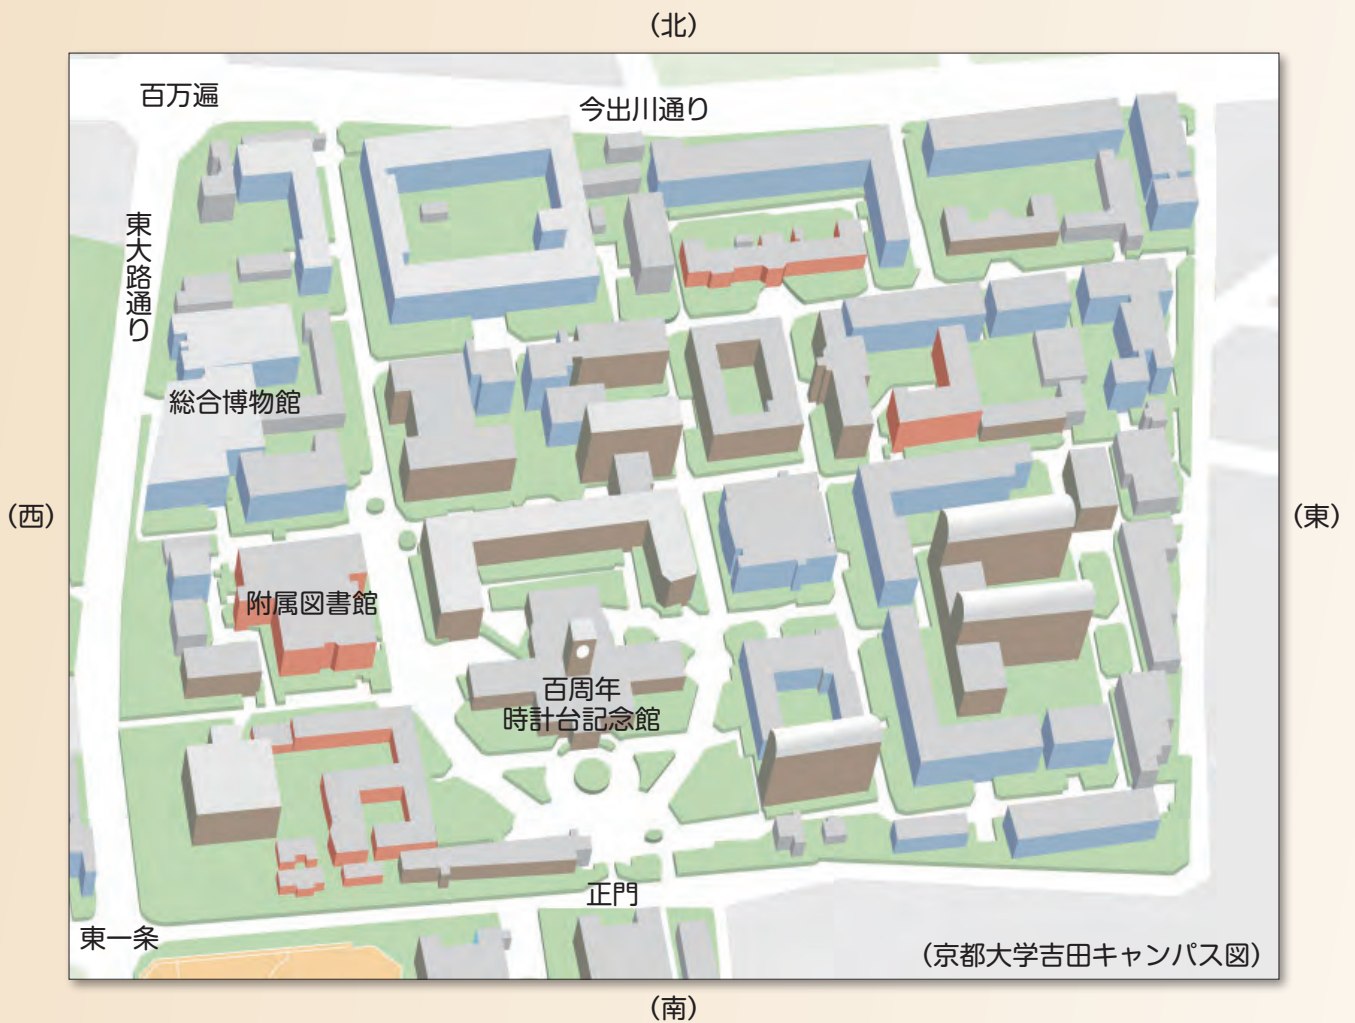 (北)
百万遍
今出川通り
東大路通り
総合博物館
(西)
(東)
附属図書館
百周年
時計台記念館
正門
東一条
(京都大学吉田キャンパス図)
(南)